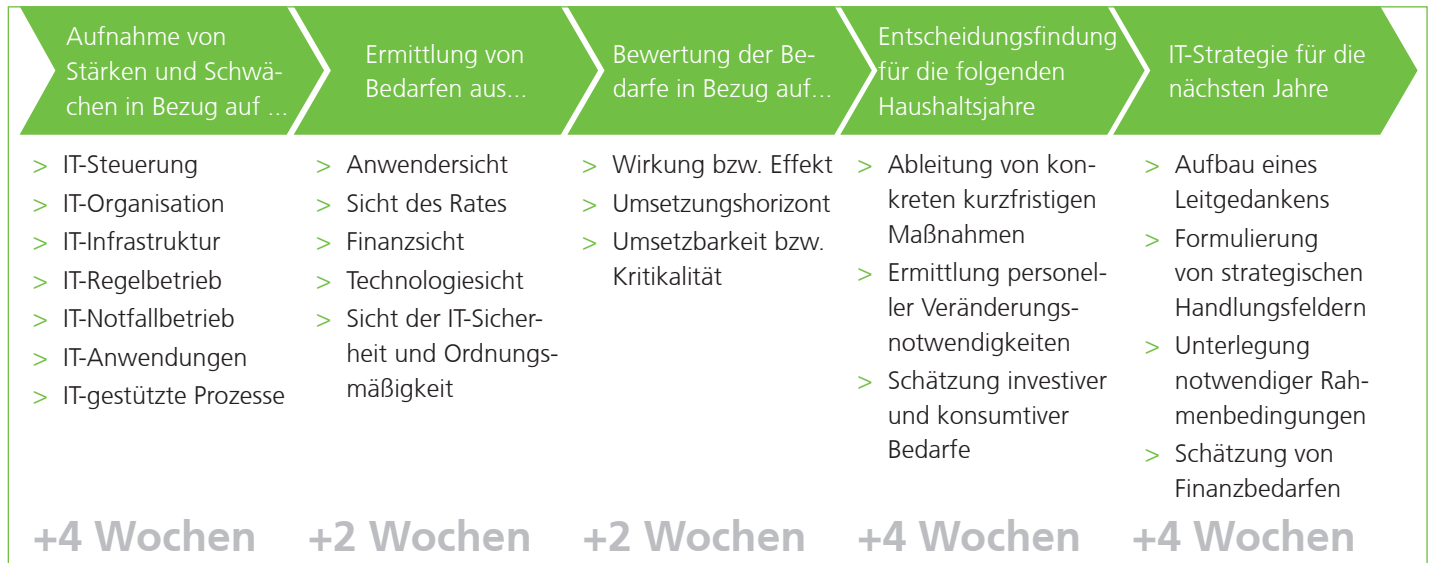 Aufnahme von
Stärken und Schwä-
chen in Bezug auf ...
Ermittlung von
Bedarfen aus...
Bewertung der Be-
darfe in Bezug auf...
Entscheidungsfindung
für die folgenden
Haushaltsjahre
IT-Strategie für die
nächsten Jahre
> IT-Steuerung
> IT-Organisation
> IT-Infrastruktur
> IT-Regelbetrieb
> IT-Notfallbetrieb
> IT-Anwendungen
> IT-gestützte Prozesse
+4 Wochen
> Anwendersicht
> Sicht des Rates
> Finanzsicht
> Technologiesicht
> Sicht der IT-Sicher-
heit und Ordnungs-
mäßigkeit
+2 Wochen
> Wirkung bzw. Effekt
> Umsetzungshorizont
> Umsetzbarkeit bzw.
Kritikalität
+2 Wochen
> Ableitung von kon-
kreten kurzfristigen
Maßnahmen
> Ermittlung personel-
ler Veränderungs-
notwendigkeiten
> Schätzung investiver
und konsumtiver
Bedarfe
+4 Wochen
> Aufbau eines
Leitgedankens
> Formulierung
von strategischen
Handlungsfeldern
> Unterlegung
notwendiger Rah-
menbedingungen
> Schätzung von
Finanzbedarfen
+4 Wochen